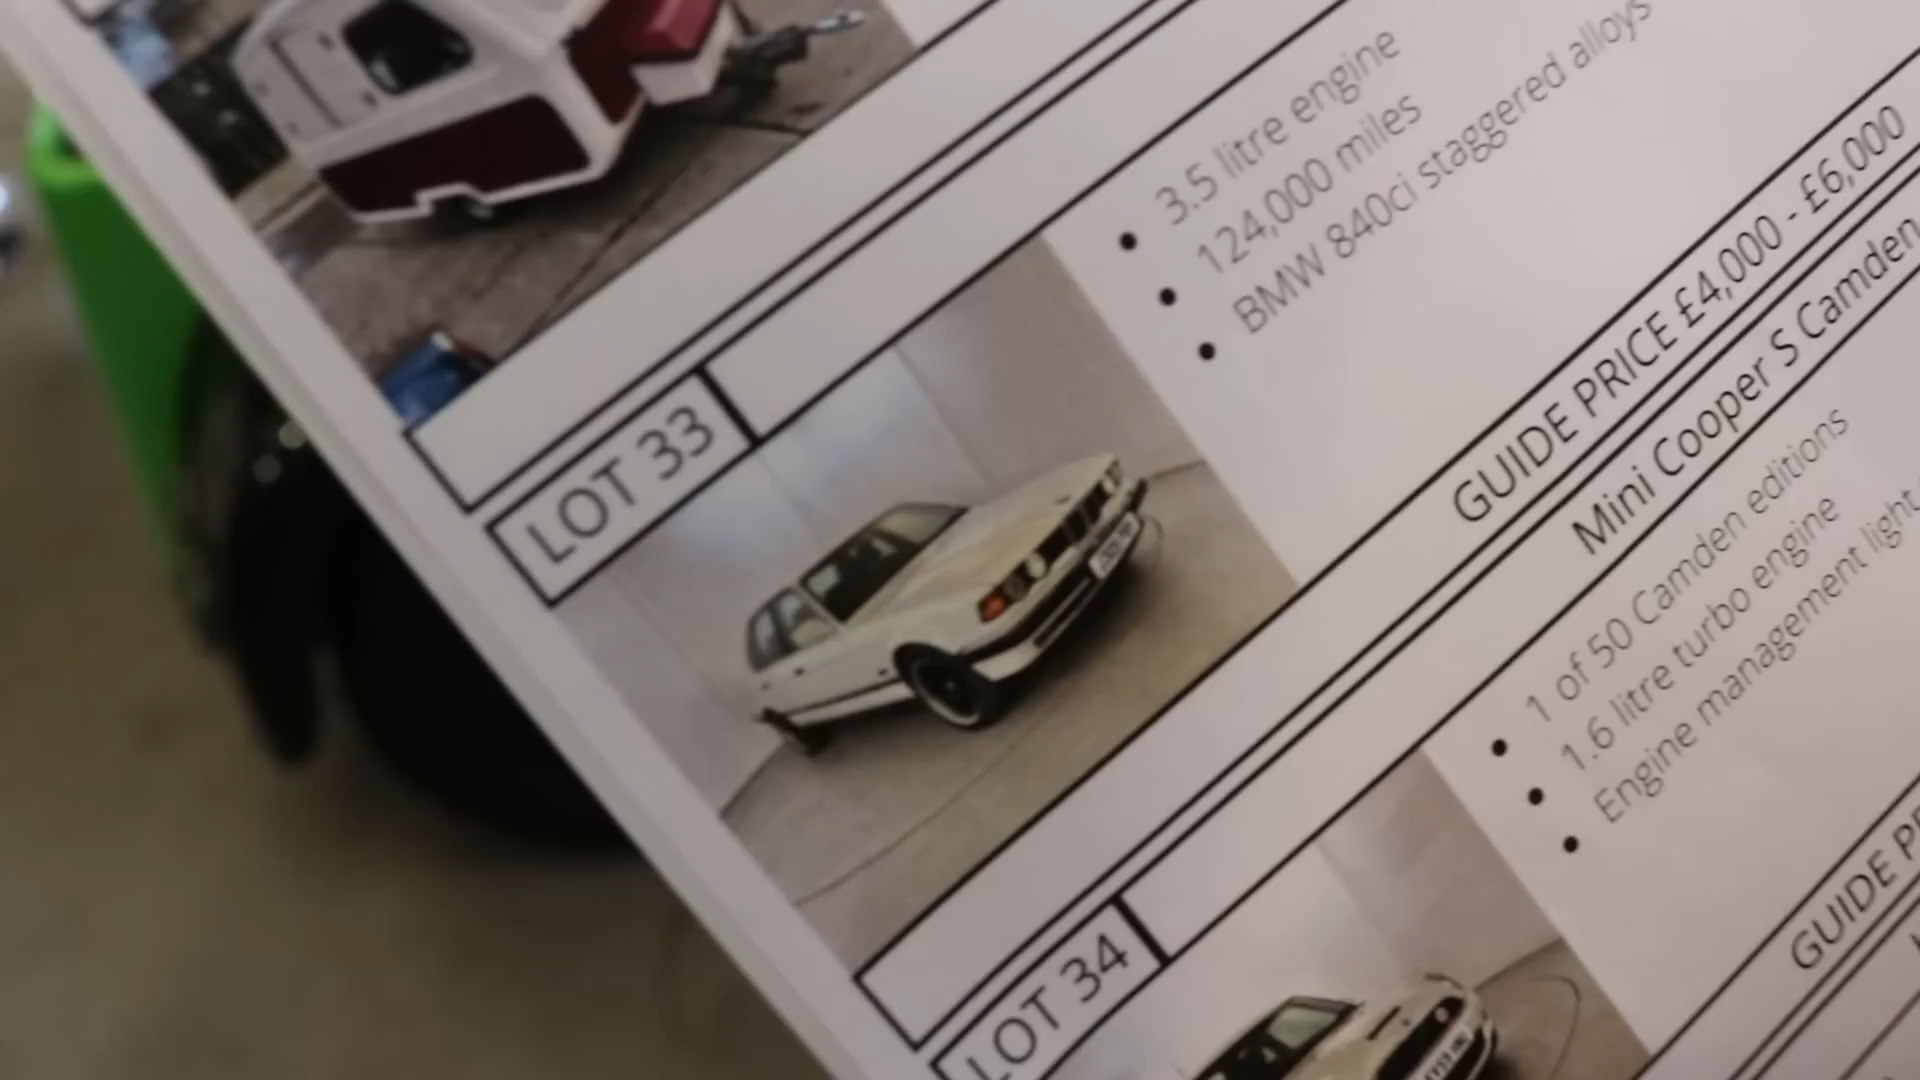 LOT 33
3.5 litre engine
124,000 miles
BMW 840ci staggered alloys
GUIDE PRICE £4,000 - £6,000
LOT 34
Mini Cooper S Camden
1 of 50 Camden editions
1.6 litre turbo engine
Engine management light
GUIDE